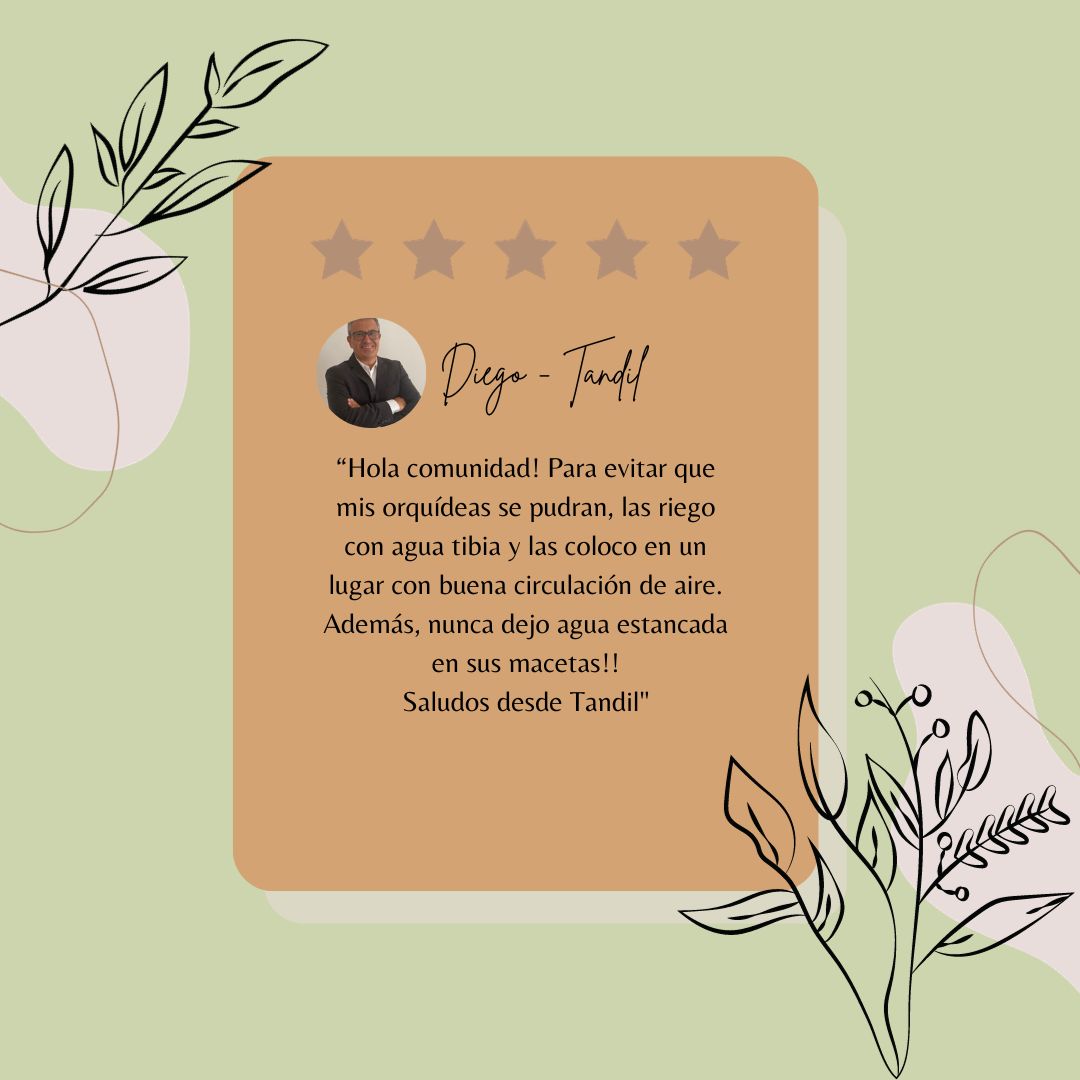 Diego - Tandil
“Hola comunidad! Para evitar que
mis orquídeas se pudran, las riego
con agua tibia y las coloco en un
lugar con buena circulación de aire.
Además, nunca dejo agua estancada
en sus macetas!!
Saludos desde Tandil"